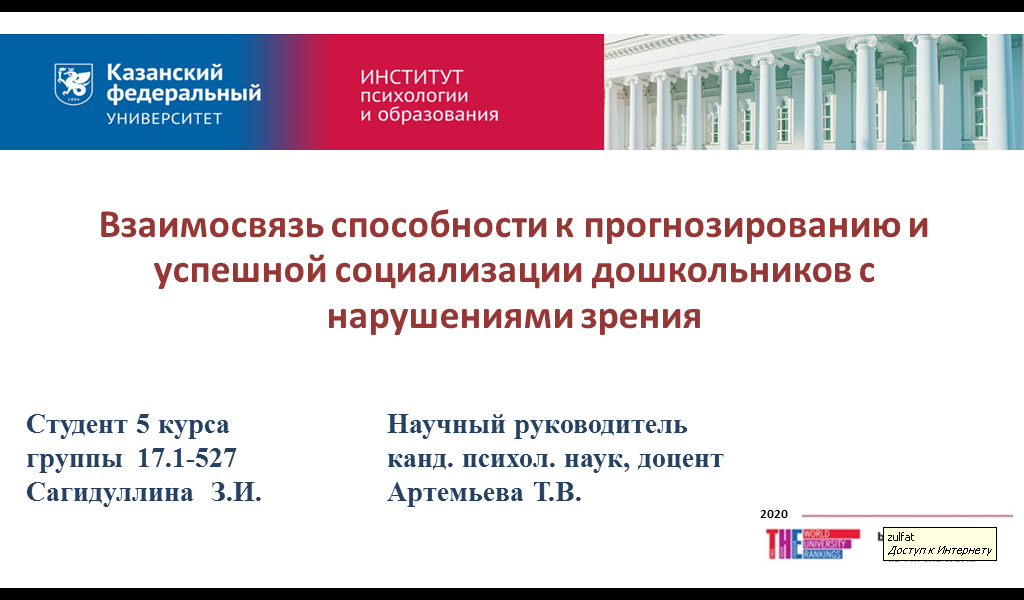 Казанский
федеральный
УНИВЕРСИТЕТ
ИНСТИТУТ
психологии
и образования
Взаимосвязь способности к прогнозированию и
успешной социализации дошкольников с
нарушениями зрения
Студент 5 курса
группы 17.1-527
Сагидуллина З.И.
Научный руководитель
канд. психол. наук, доцент
Артемьева Т.В.
2020
THE WORLD
UNIVERSITY
RANKINGS
zulfat
Доступ к Интернету